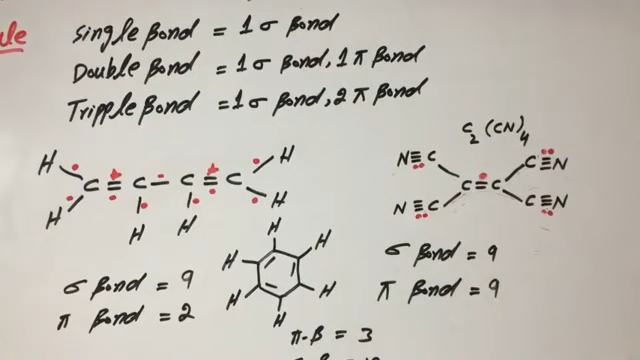 ule
Single Bond = 1 σ Bond
Double Bond = 1 σ Bond, 1 π Bond
Tripple Bond = 1 σ Bond, 2 π Bond
C₂(CN)₄
H H
C = C - C = C
H H H H
N≡C C≡N
C = C
N≡C C≡N
σ Bond = 9
π Bond = 2
H
H H
H H
H
π-B = 3
σ Bond = 9
π Bond = 9